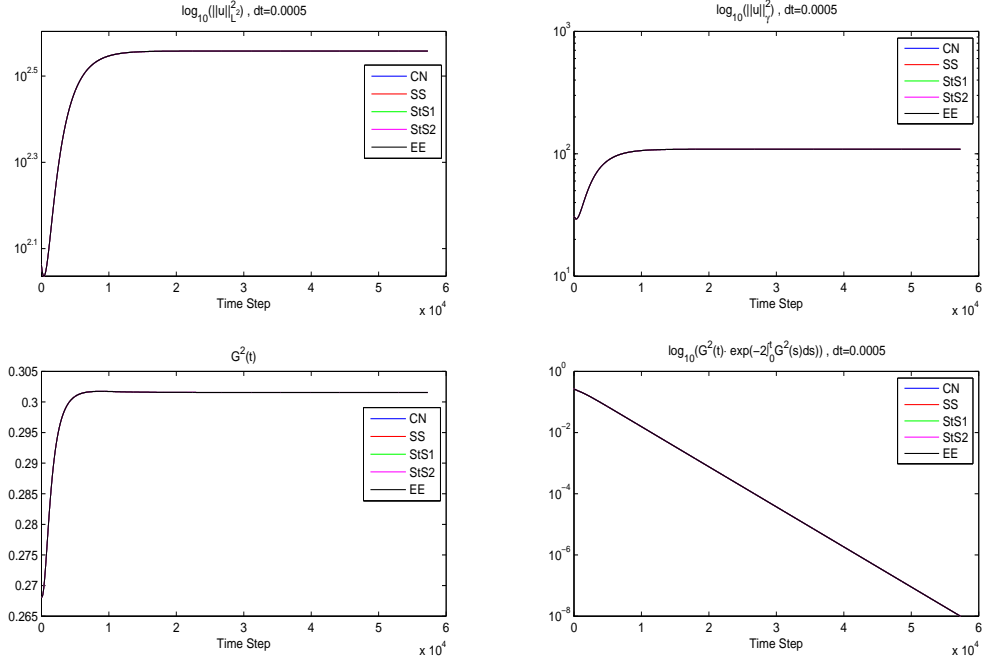 log10(||u||²_L²) , dt=0.0005
10^2.5
10^2.3
10^2.1
0 1 2 3 4 5 6
Time Step
x 10^4
CN
SS
StS1
StS2
EE
log10(||u||²_γ) , dt=0.0005
10^3
10^2
10^1
0 1 2 3 4 5 6
Time Step
x 10^4
CN
SS
StS1
StS2
EE
G²(t)
0.305
0.3
0.295
0.29
0.285
0.28
0.275
0.27
0.265
0 1 2 3 4 5 6
Time Step
x 10^4
CN
SS
StS1
StS2
EE
log10(G²(t)· exp(−2∫₀ᵗG²(s)ds)) , dt=0.0005
10^0
10^−2
10^−4
10^−6
10^−8
0 1 2 3 4 5 6
Time Step
x 10^4
CN
SS
StS1
StS2
EE